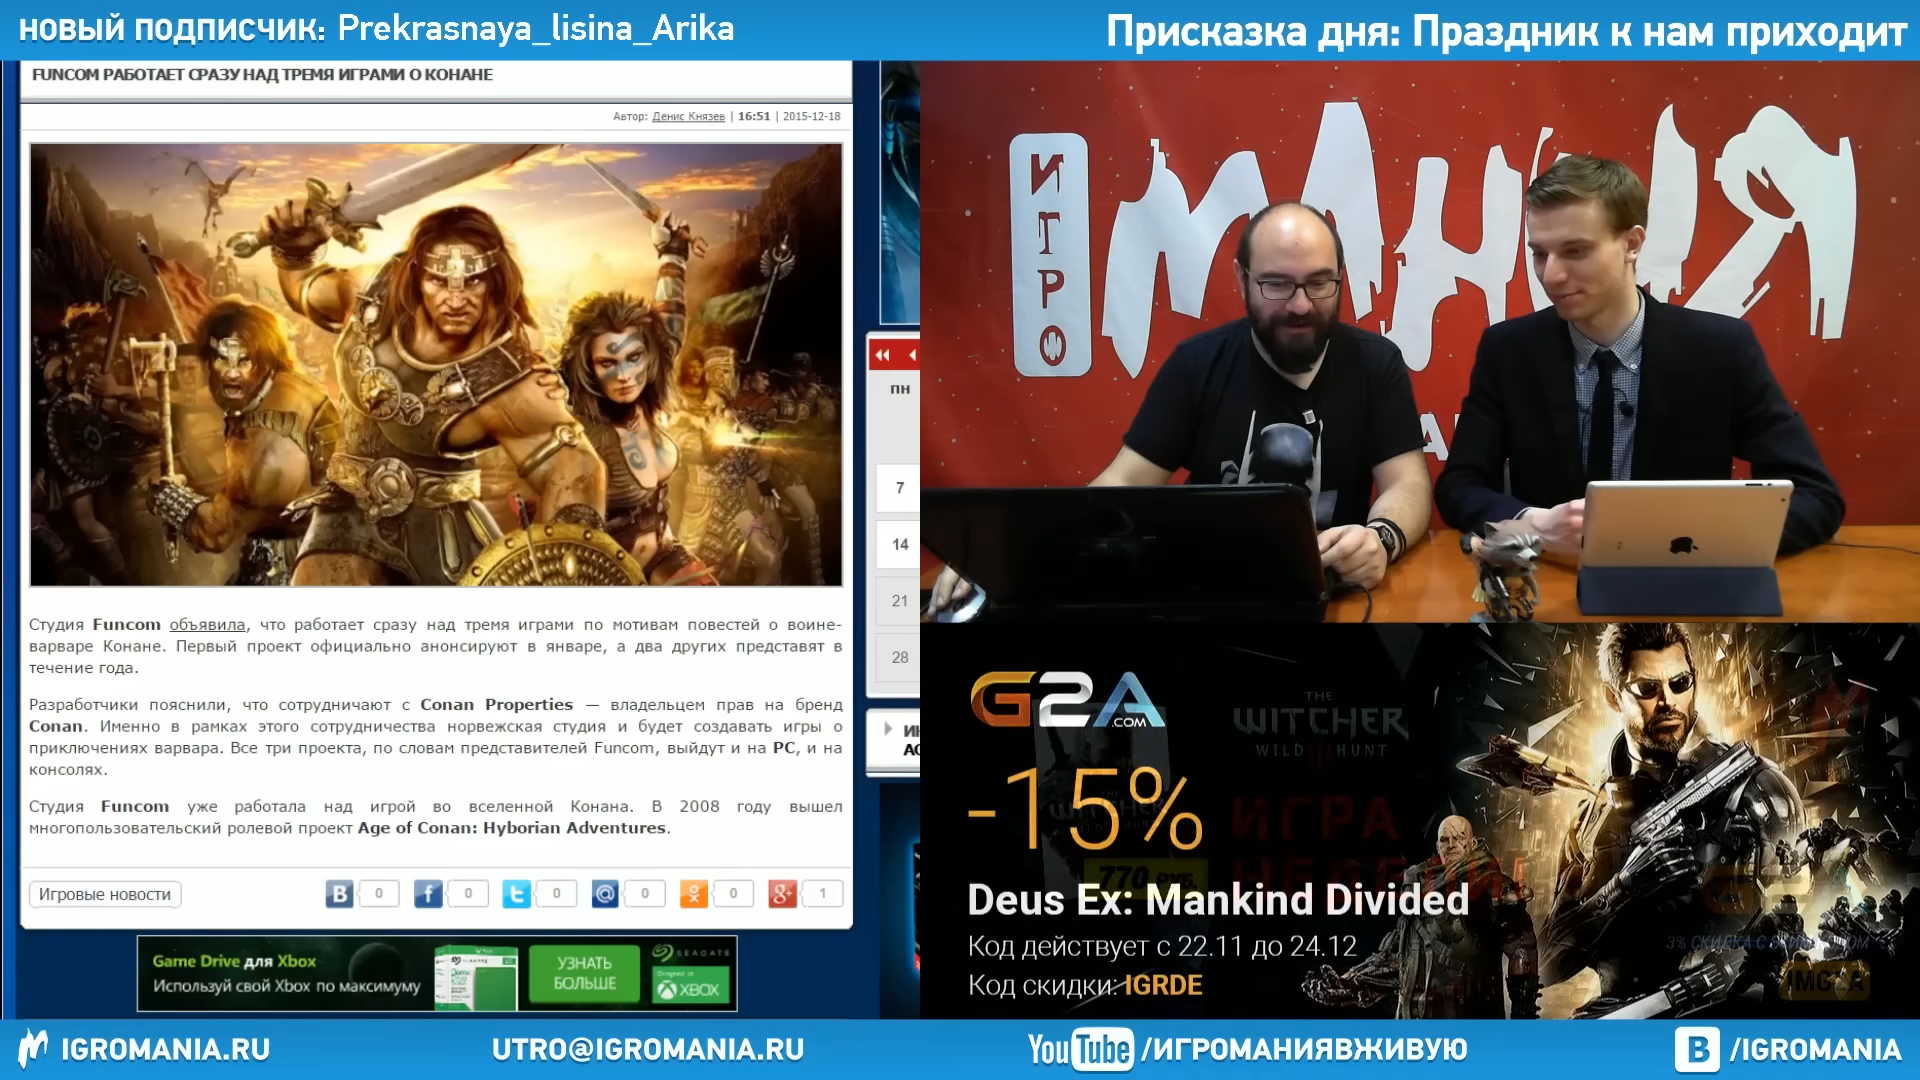 НОВЫЙ ПОДПИСЧИК: Prekrasnaya_lisina_Arika
Присказка дня: Праздник к нам приходит
FUNCOM РАБОТАЕТ СРАЗУ НАД ТРЕМЯ ИГРАМИ О КОНАНЕ
Автор: Денис Князев | 16:51 | 2015-12-18
Студия Funcom объявила, что работает сразу над тремя играми по мотивам повестей о воине-
варваре Конане. Первый проект официально анонсируют в январе, а два других представят в
течение года.
Разработчики пояснили, что сотрудничают с Conan Properties — владельцем прав на бренд
Conan. Именно в рамках этого сотрудничества норвежская студия и будет создавать игры о
приключениях варвара. Все три проекта, по словам представителей Funcom, выйдут и на PC, и на
консолях.
Студия Funcom уже работала над игрой во вселенной Конана. В 2008 году вышел
многопользовательский ролевой проект Age of Conan: Hyborian Adventures.
Игровые новости
B 0
f 0
t 0
@ 0
0
g+ 1
Game Drive для Xbox
Используй свой Xbox по максимуму
УЗНАТЬ
БОЛЬШЕ
SEAGATE
XBOX
ПН
7
14
21
28
ИГРО
МАНИЯ
G2A
.COM
-15%
THE
WITCHER
WILD HUNT
ИГРА
НЕДЕЛИ
770 РУБ.
Deus Ex: Mankind Divided
Код действует с 22.11 до 24.12
Код скидки: IGRDE
IGROMANIA.RU
UTRO@IGROMANIA.RU
YouTube /ИГРОМАНИЯВЖИВУЮ
B /IGROMANIA